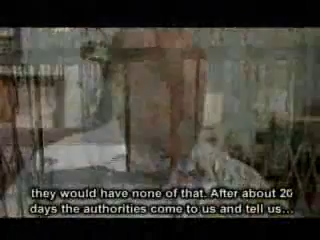 they would have none of that. After about 20
days the authorities come to us and tell us...